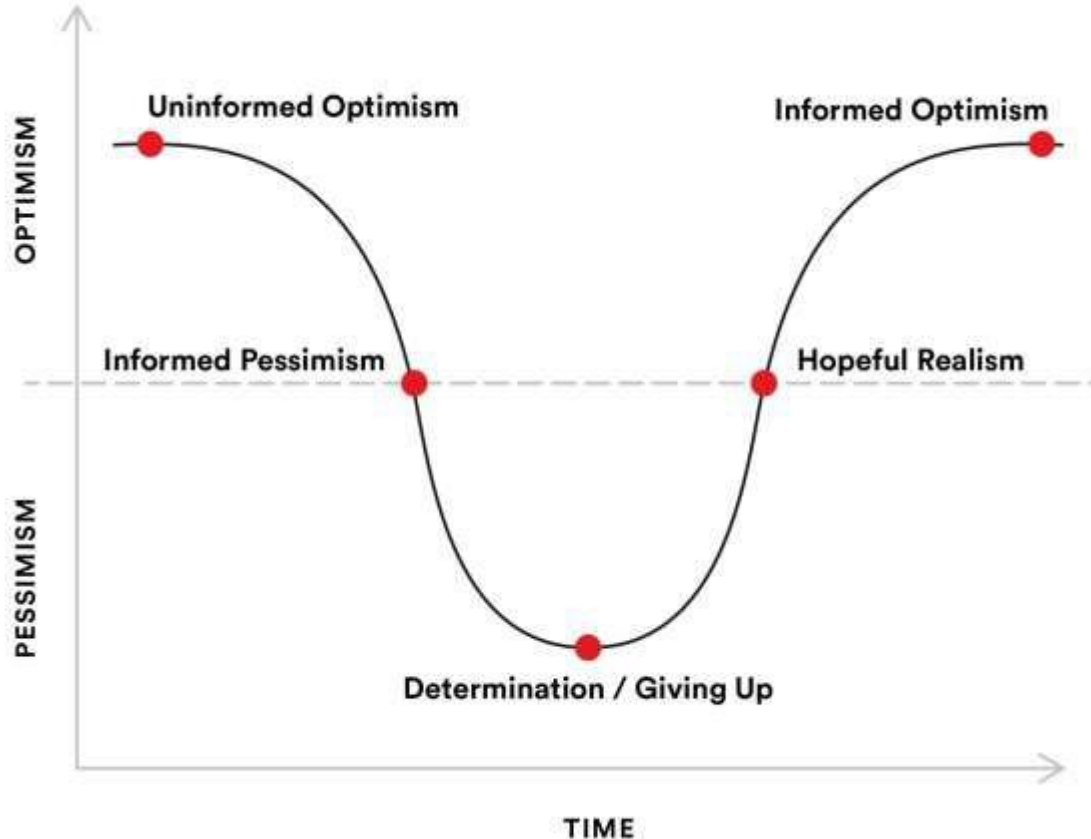 OPTIMISM
Uninformed Optimism
Informed Optimism
Informed Pessimism
Hopeful Realism
PESSIMISM
Determination / Giving Up
TIME